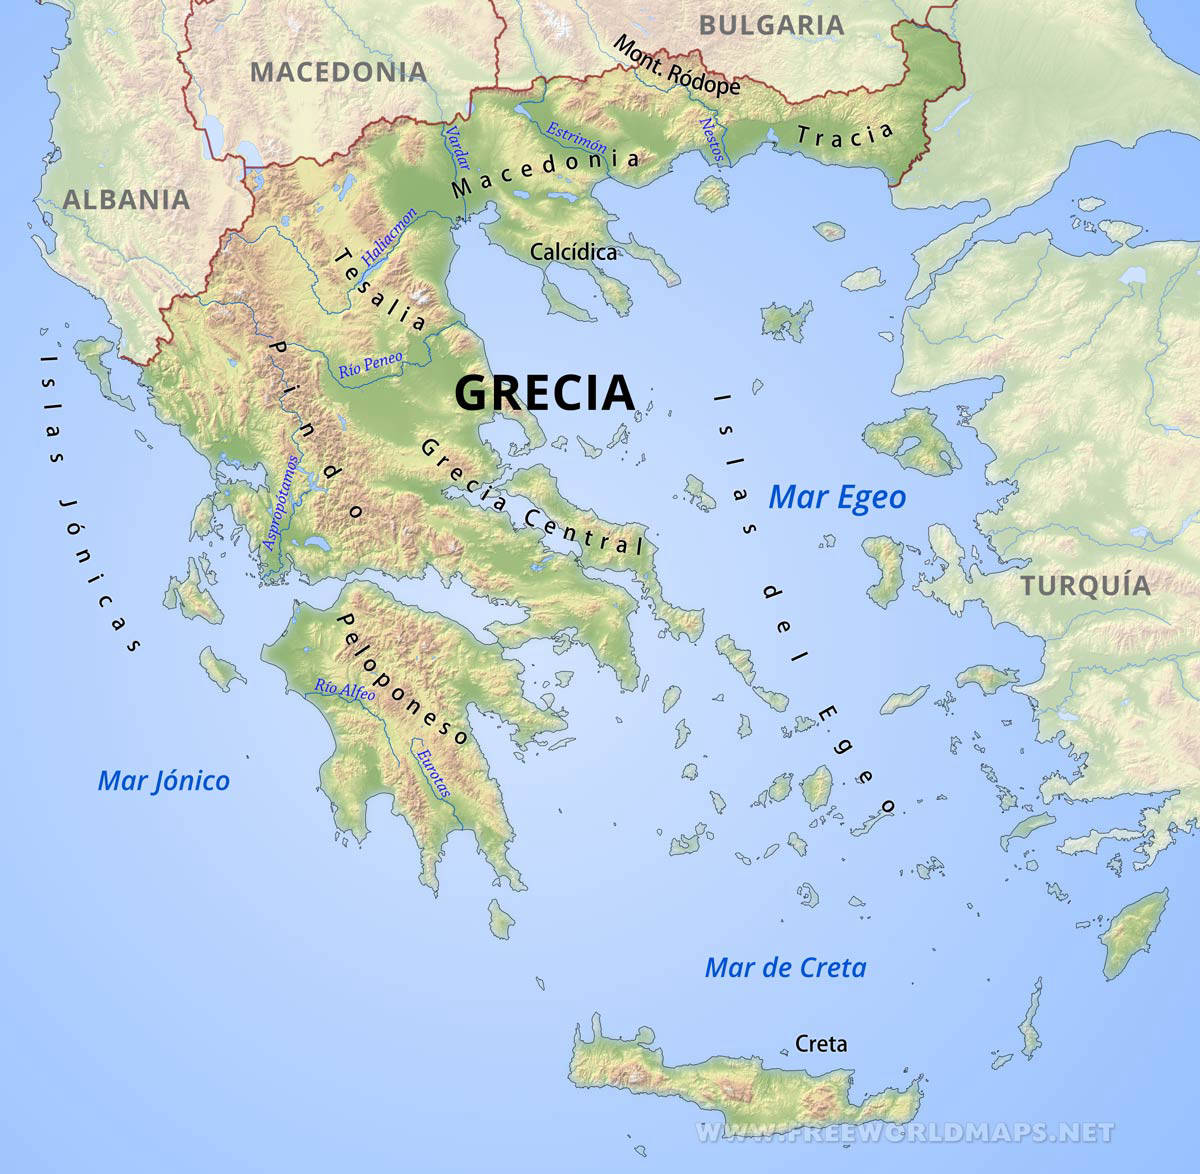 BULGARIA
MACEDONIA
Mont. Ródope
Vardar
Estrimón
Nestos
Tracia
Macedonia
ALBANIA
Haliacmon
Calcídica
Tesalia
Islas Jónicas
Pindo
Río Peneo
GRECIA
Islas del Egeo
Grecia Central
Aspropótamos
Mar Egeo
TURQUÍA
Peloponeso
Río Alfeo
Eurotas
Mar Jónico
Mar de Creta
Creta
WWW.FREEWORLDMAPS.NET